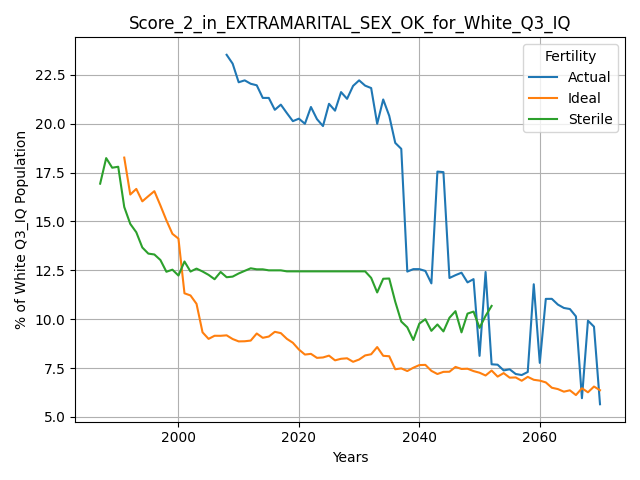 Score_2_in_EXTRAMARITAL_SEX_OK_for_White_Q3_IQ
Fertility
Actual
Ideal
Sterile
% of White Q3_IQ Population
22.5
20.0
17.5
15.0
12.5
10.0
7.5
5.0
2000
2020
2040
2060
Years